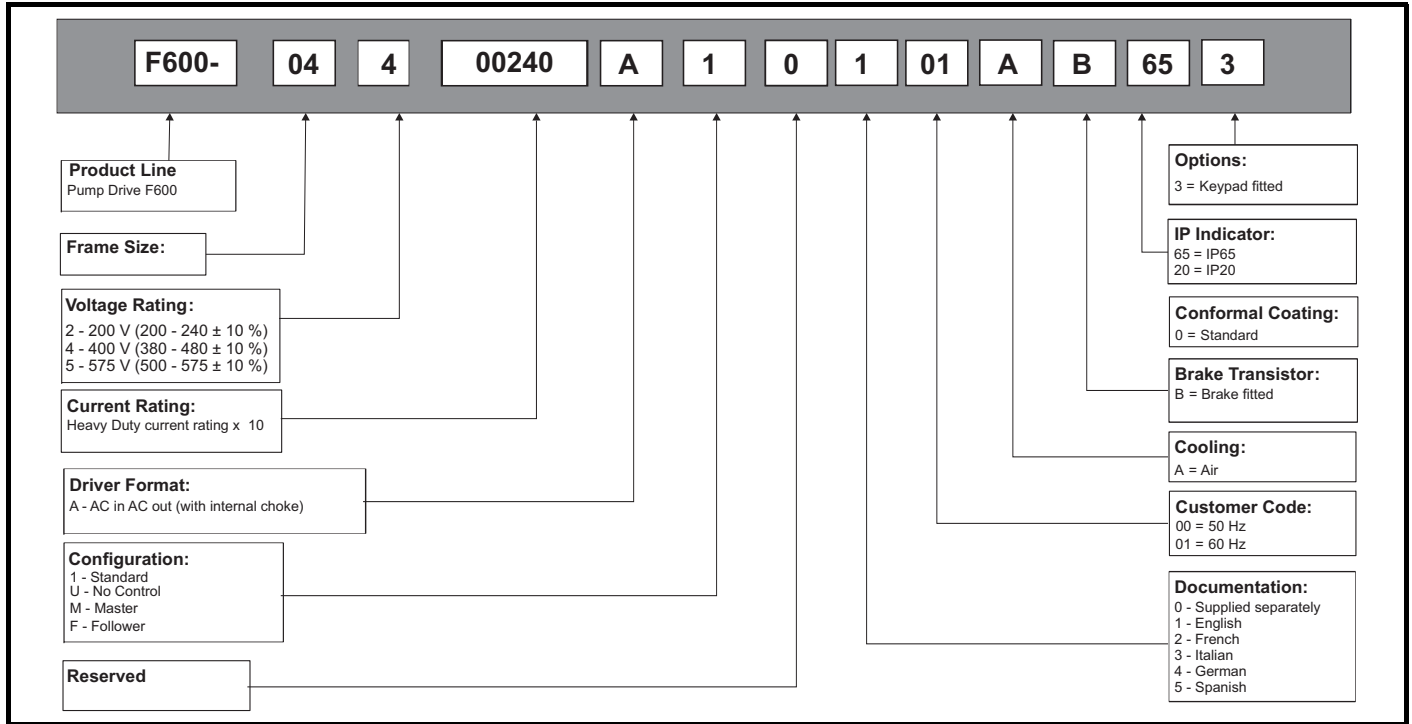 F600- 04 4 00240 A 1 0 1 01 A B 65 3
Product Line
Pump Drive F600
Frame Size:
Voltage Rating:
2 - 200 V (200 - 240 ± 10 %)
4 - 400 V (380 - 480 ± 10 %)
5 - 575 V (500 - 575 ± 10 %)
Current Rating:
Heavy Duty current rating x 10
Driver Format:
A - AC in AC out (with internal choke)
Configuration:
1 - Standard
U - No Control
M - Master
F - Follower
Reserved
Options:
3 = Keypad fitted
IP Indicator:
65 = IP65
20 = IP20
Conformal Coating:
0 = Standard
Brake Transistor:
B = Brake fitted
Cooling:
A = Air
Customer Code:
00 = 50 Hz
01 = 60 Hz
Documentation:
0 - Supplied separately
1 - English
2 - French
3 - Italian
4 - German
5 - Spanish